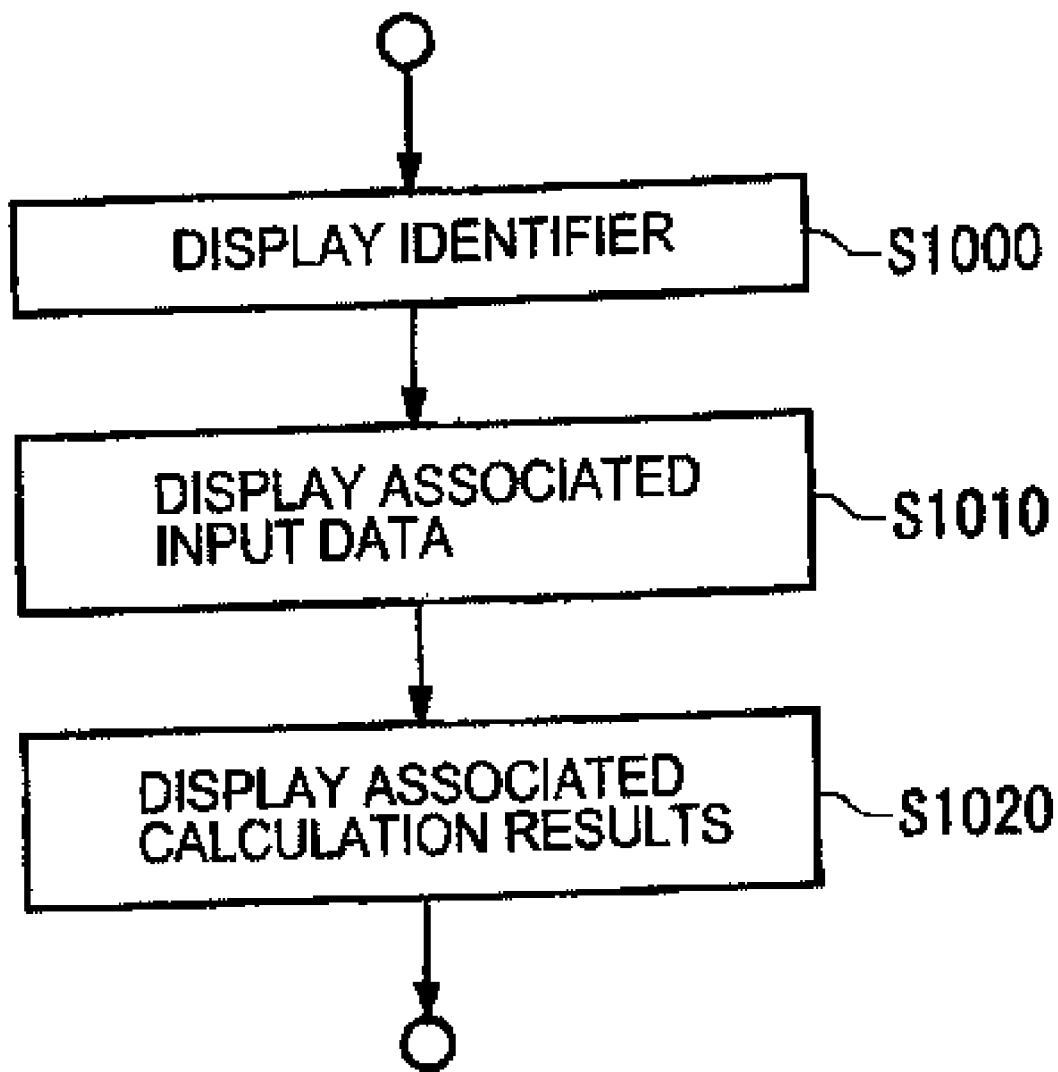 DISPLAY IDENTIFIER
S1000
DISPLAY ASSOCIATED
INPUT DATA
S1010
DISPLAY ASSOCIATED
CALCULATION RESULTS
S1020